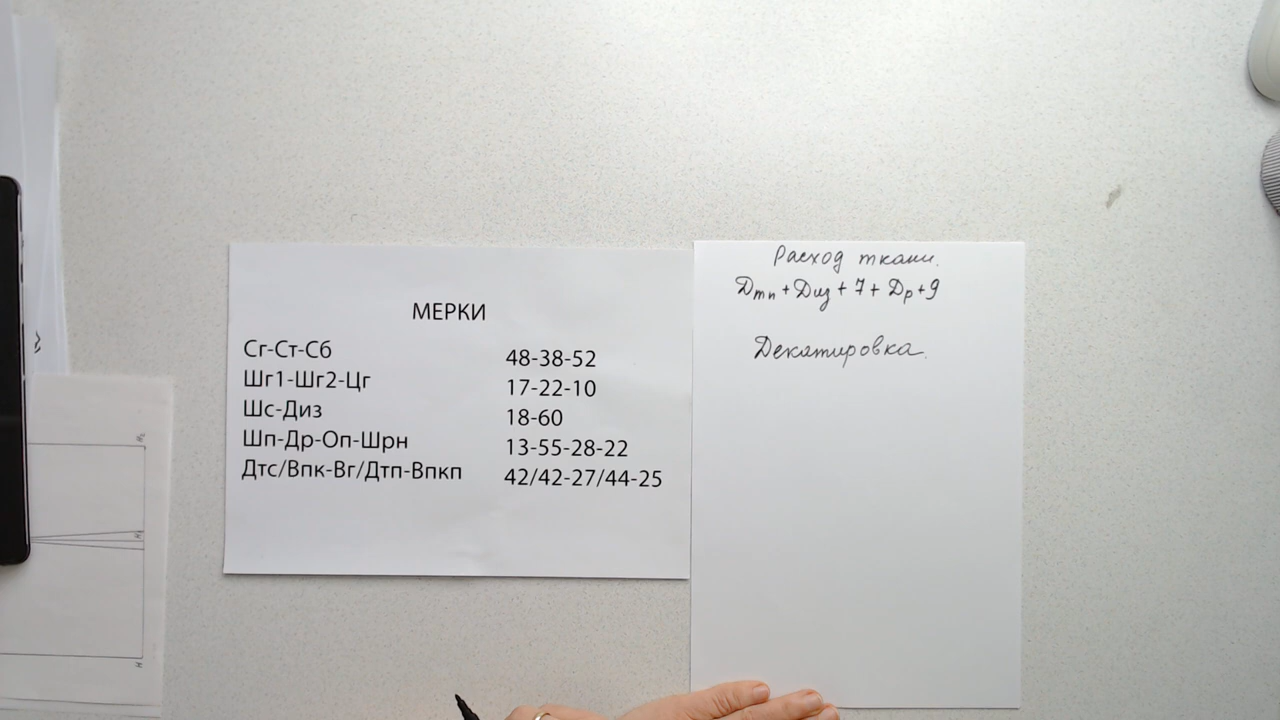 МЕРКИ
Сг-Ст-Сб 48-38-52
Шг1-Шг2-Цг 17-22-10
Шс-Диз 18-60
Шп-Др-Оп-Шрн 13-55-28-22
Дтс/Впк-Вг/Дтп-Впкп 42/42-27/44-25
Расход ткани.
Дтп + Диз + 7 + Др + 9
Декатировка.